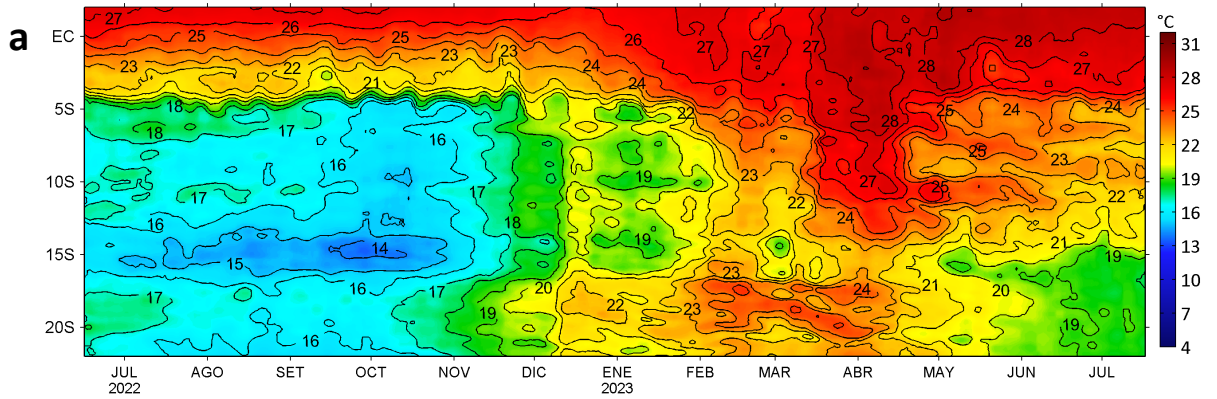 a
°C
EC
5S
10S
15S
20S
27 26 25 25 23 26 27 27 27 28 28 27
23 22 21 23 24 24 22 28 25 24 24
18 18 17 16 16 17 18 19 19 27 25 25 23 22
17 16 15 14 16 17 19 20 22 23 23 22 24 24 21 21 20 19 19
17 16 16
31
28
25
22
19
16
13
10
7
4
JUL AGO SET OCT NOV DIC ENE FEB MAR ABR MAY JUN JUL
2022 2023